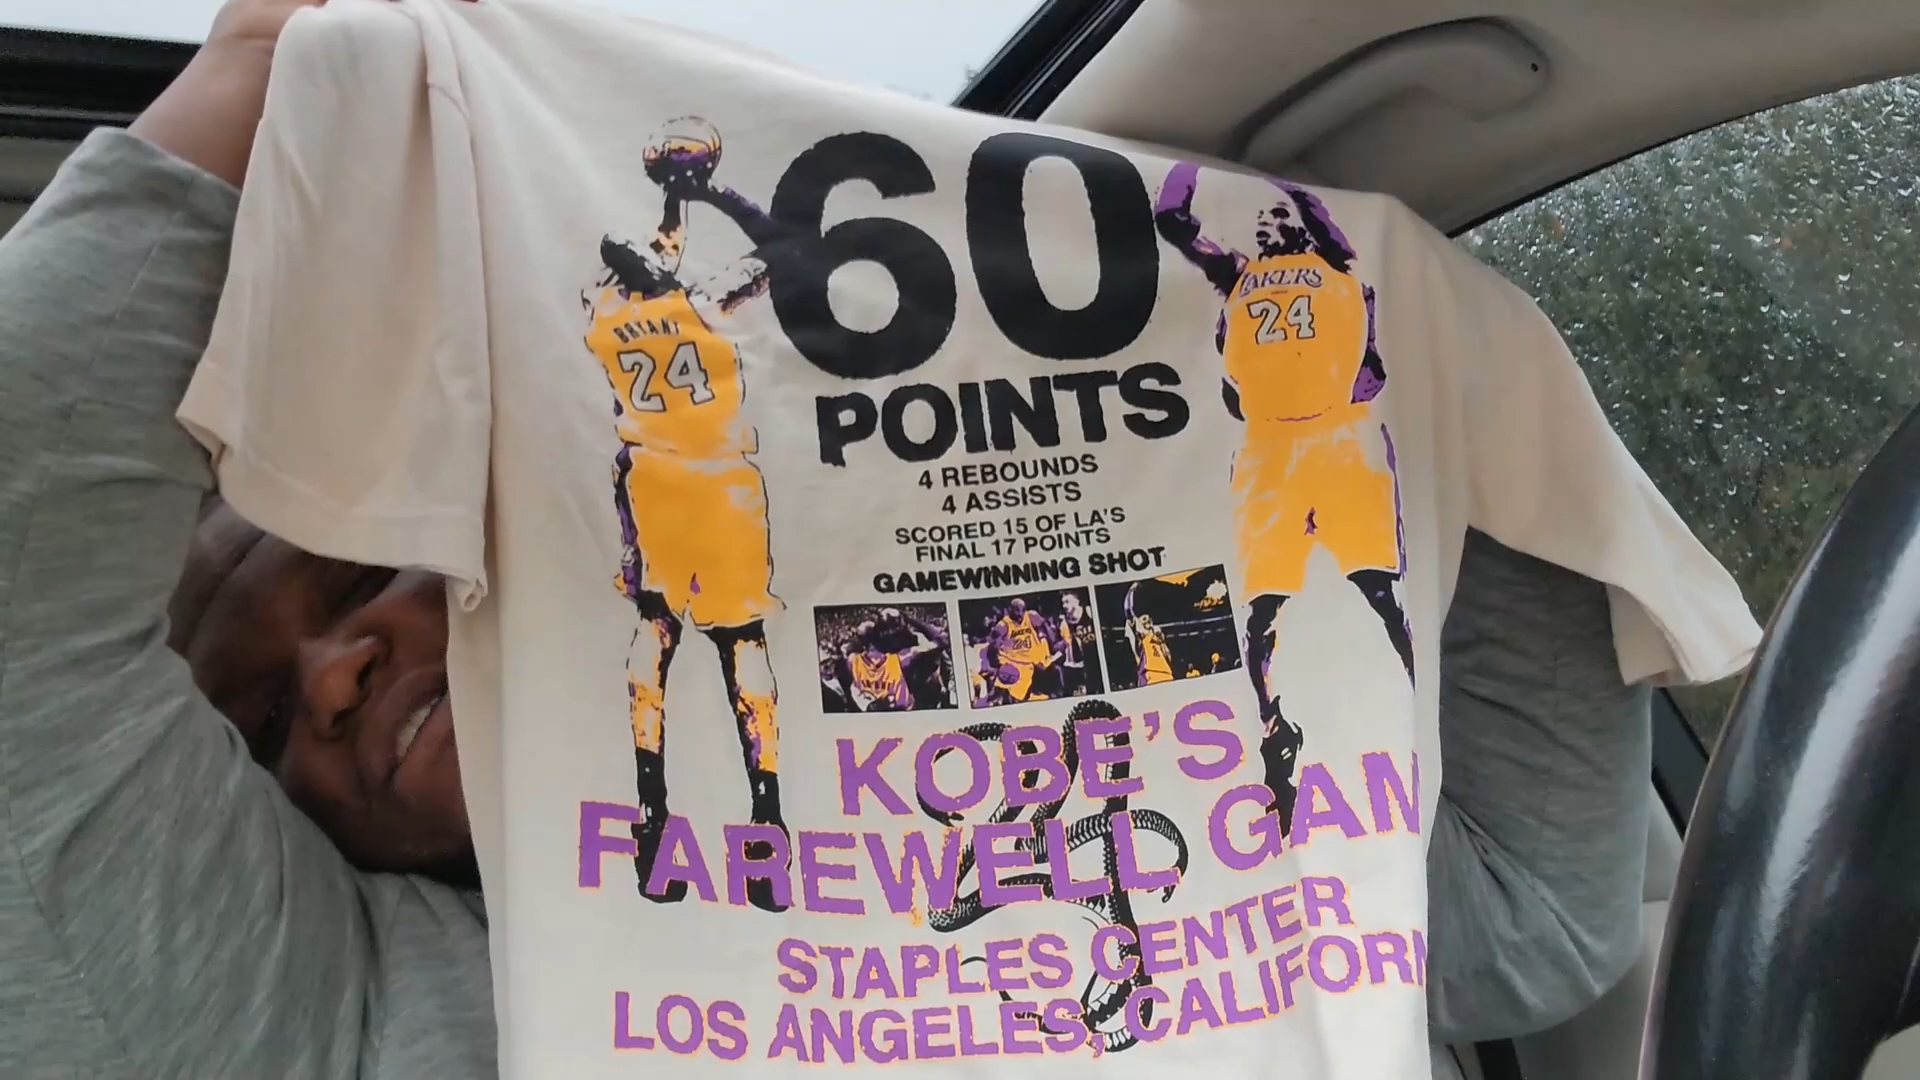 60
POINTS
4 REBOUNDS
4 ASSISTS
SCORED 15 OF LA'S
FINAL 17 POINTS
GAMEWINNING SHOT
BRYANT
24
LAKERS
24
KOBE'S
FAREWELL GAM
STAPLES CENTER
LOS ANGELES, CALIFORN